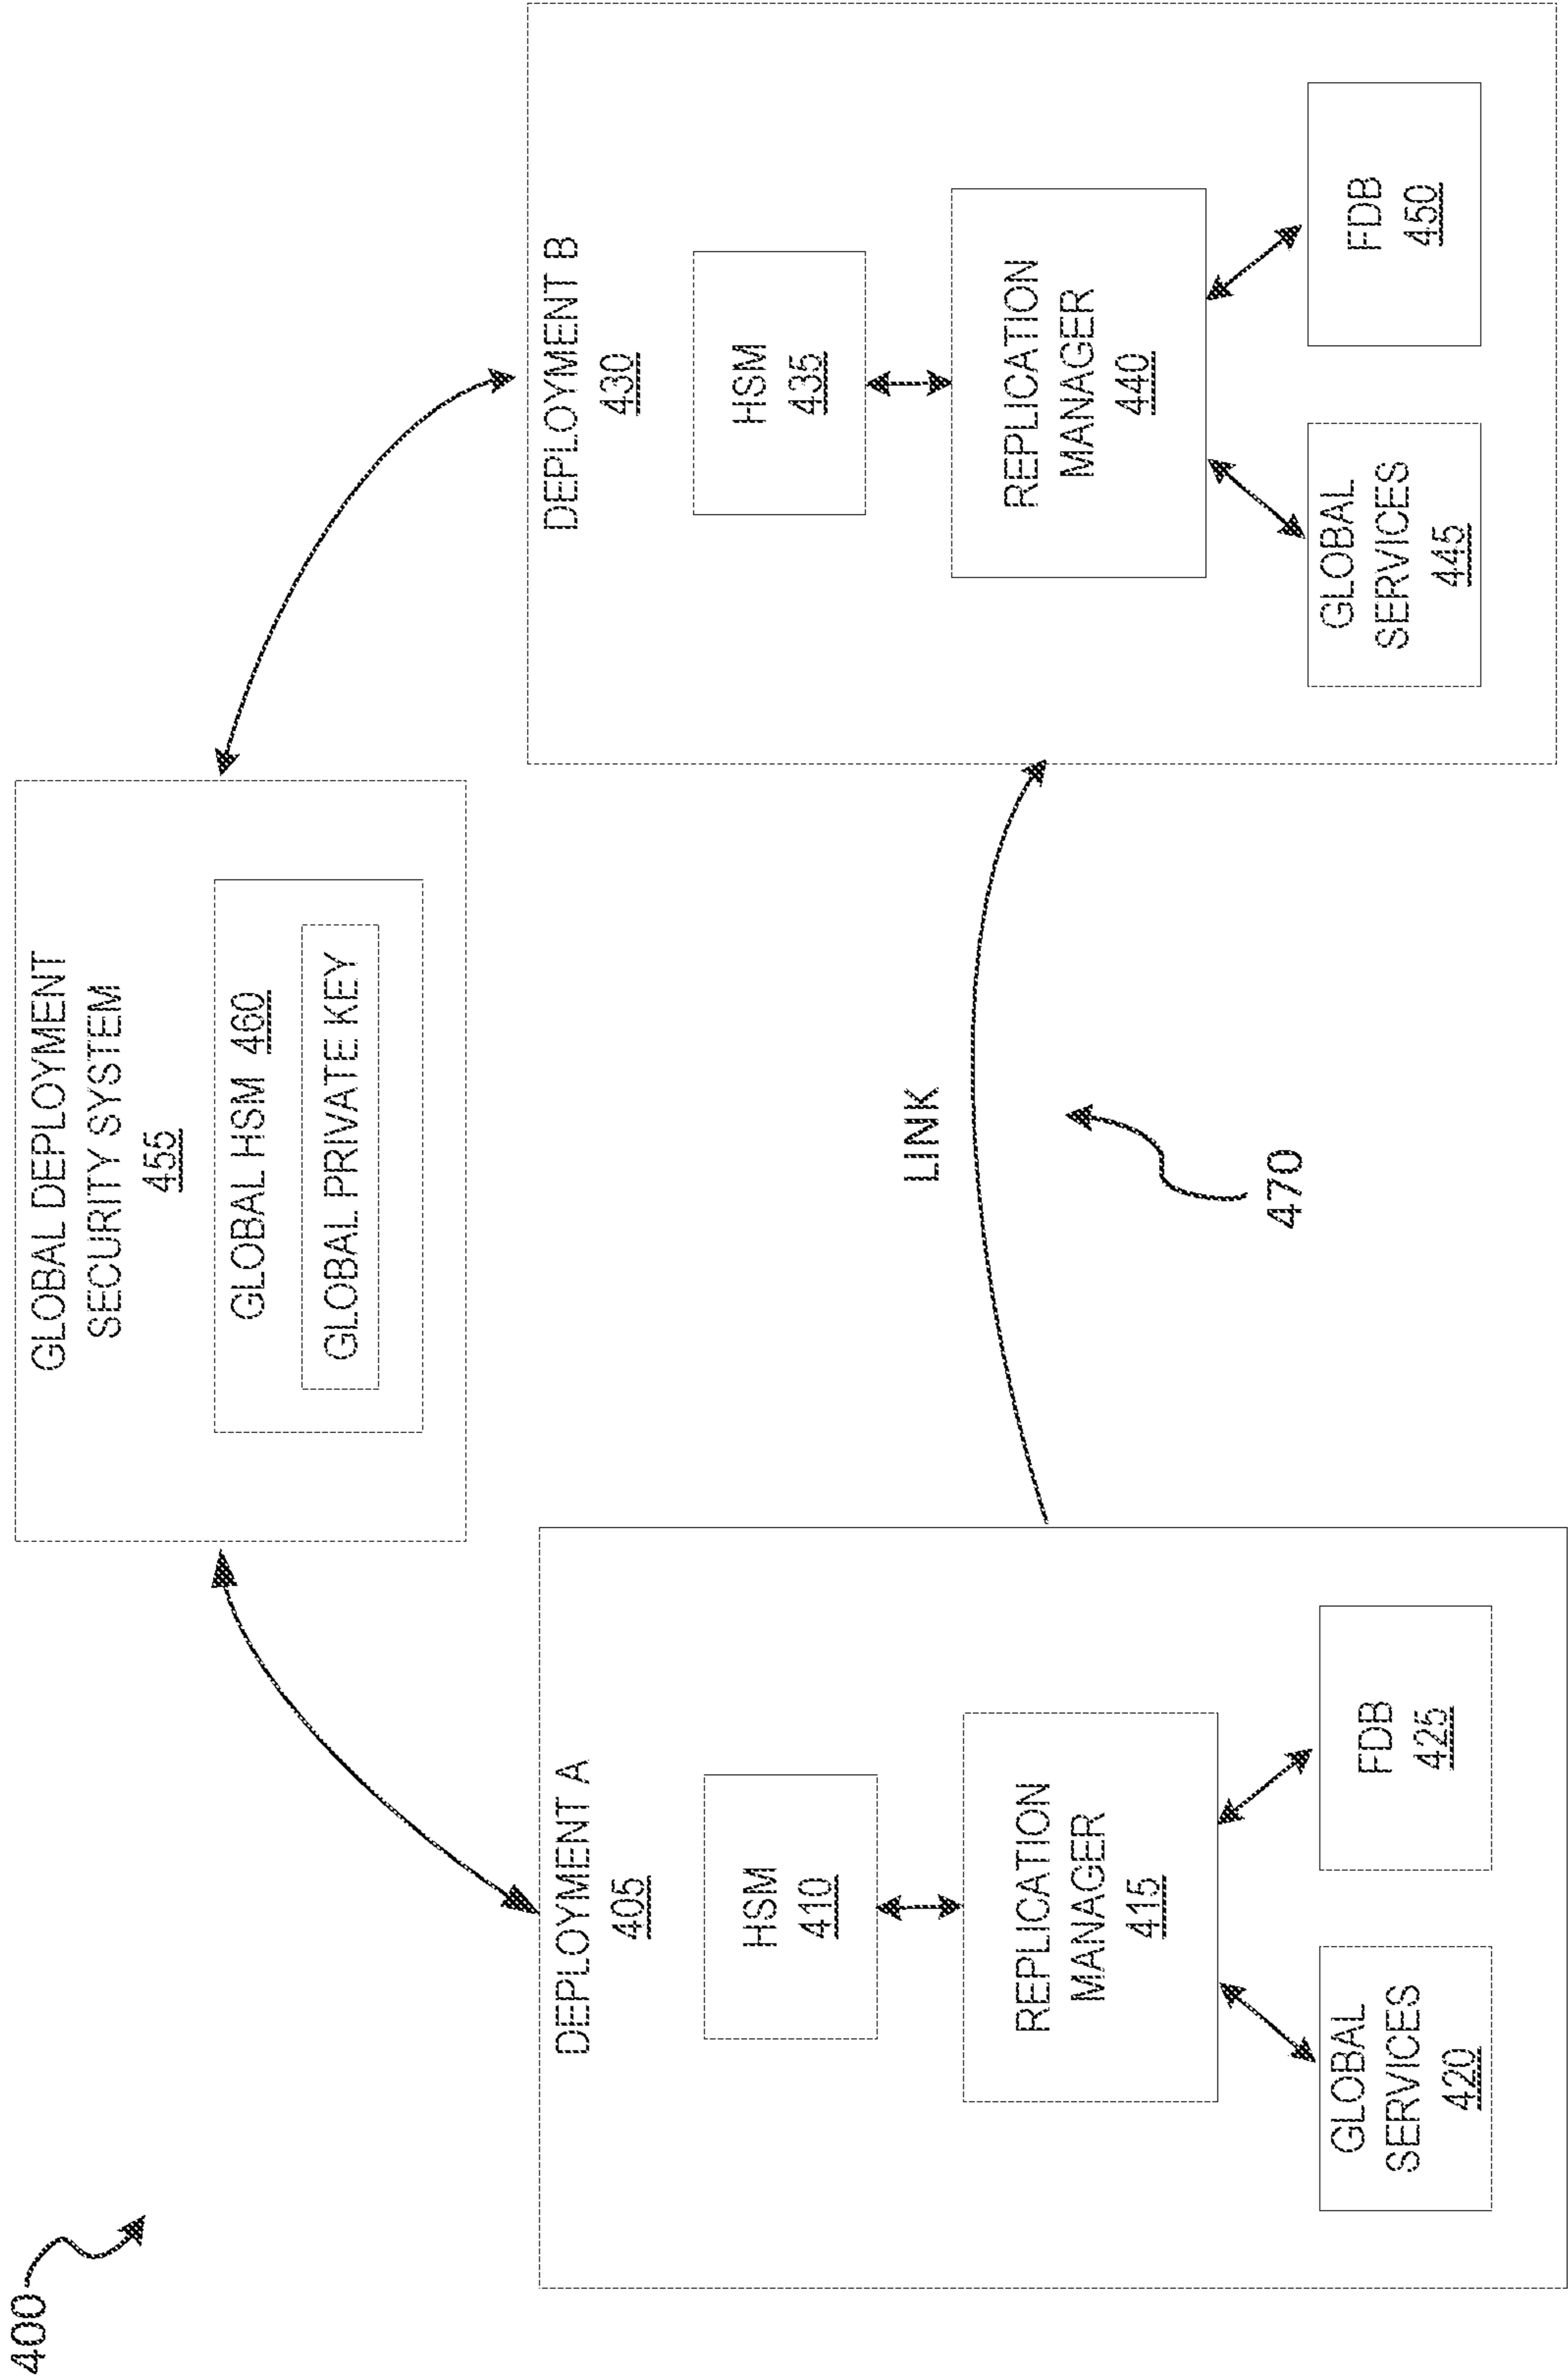 400
GLOBAL DEPLOYMENT
SECURITY SYSTEM
455
GLOBAL HSM 460
GLOBAL PRIVATE KEY
DEPLOYMENT A
405
HSM
410
REPLICATION
MANAGER
415
GLOBAL
SERVICES
420
FDB
425
LINK
470
DEPLOYMENT B
430
HSM
435
REPLICATION
MANAGER
440
GLOBAL
SERVICES
445
FDB
450